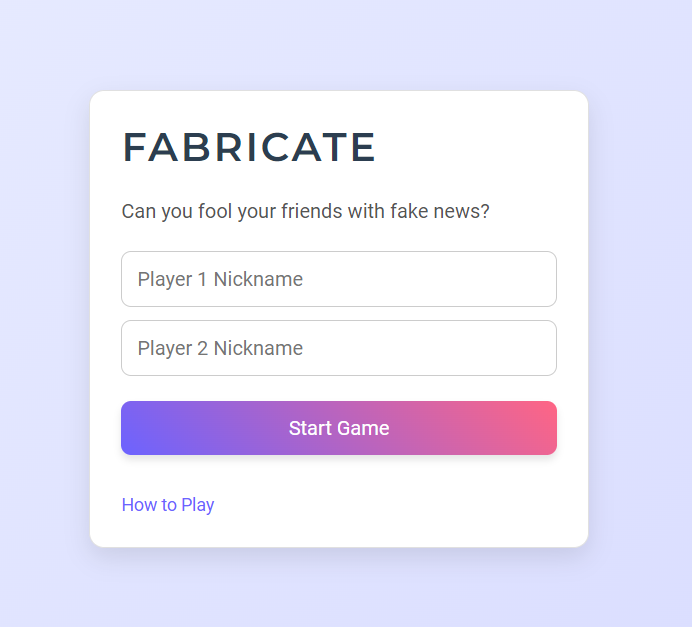 FABRICATE
Can you fool your friends with fake news?
Player 1 Nickname
Player 2 Nickname
Start Game
How to Play